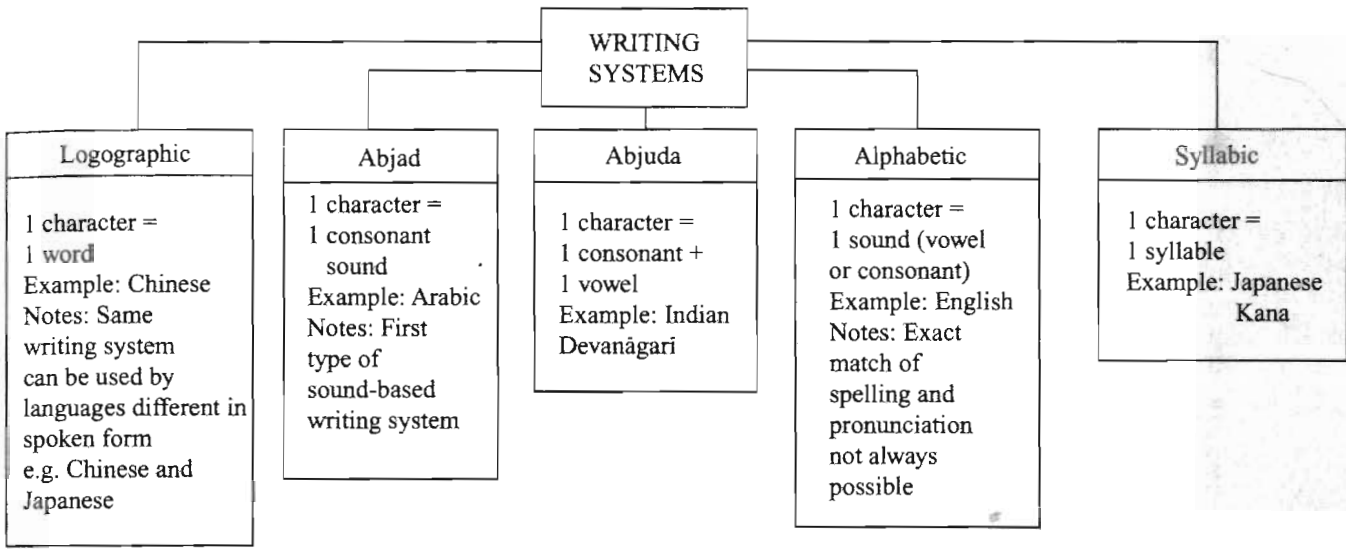 WRITING
SYSTEMS
Logographic
1 character =
1 word
Example: Chinese
Notes: Same
writing system
can be used by
languages different in
spoken form
e.g. Chinese and
Japanese
Abjad
1 character =
1 consonant
sound
Example: Arabic
Notes: First
type of
sound-based
writing system
Abjuda
1 character =
1 consonant +
1 vowel
Example: Indian
Devanâgarī
Alphabetic
1 character =
1 sound (vowel
or consonant)
Example: English
Notes: Exact
match of
spelling and
pronunciation
not always
possible
Syllabic
1 character =
1 syllable
Example: Japanese
Kana